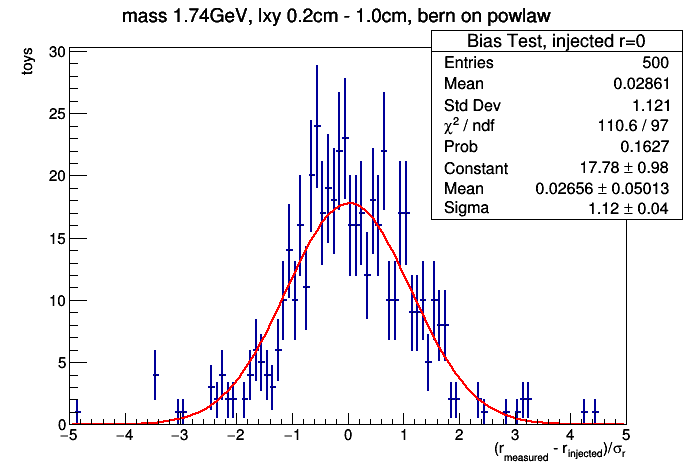 mass 1.74GeV, lxy 0.2cm - 1.0cm, bern on powlaw
Bias Test, injected r=0
Entries 500
Mean 0.02861
Std Dev 1.121
χ² / ndf 110.6 / 97
Prob 0.1627
Constant 17.78 ± 0.98
Mean 0.02656 ± 0.05013
Sigma 1.12 ± 0.04
toys
30
25
20
15
10
5
0
−5 −4 −3 −2 −1 0 1 2 3 4 5
(r_measured - r_injected)/σ_r